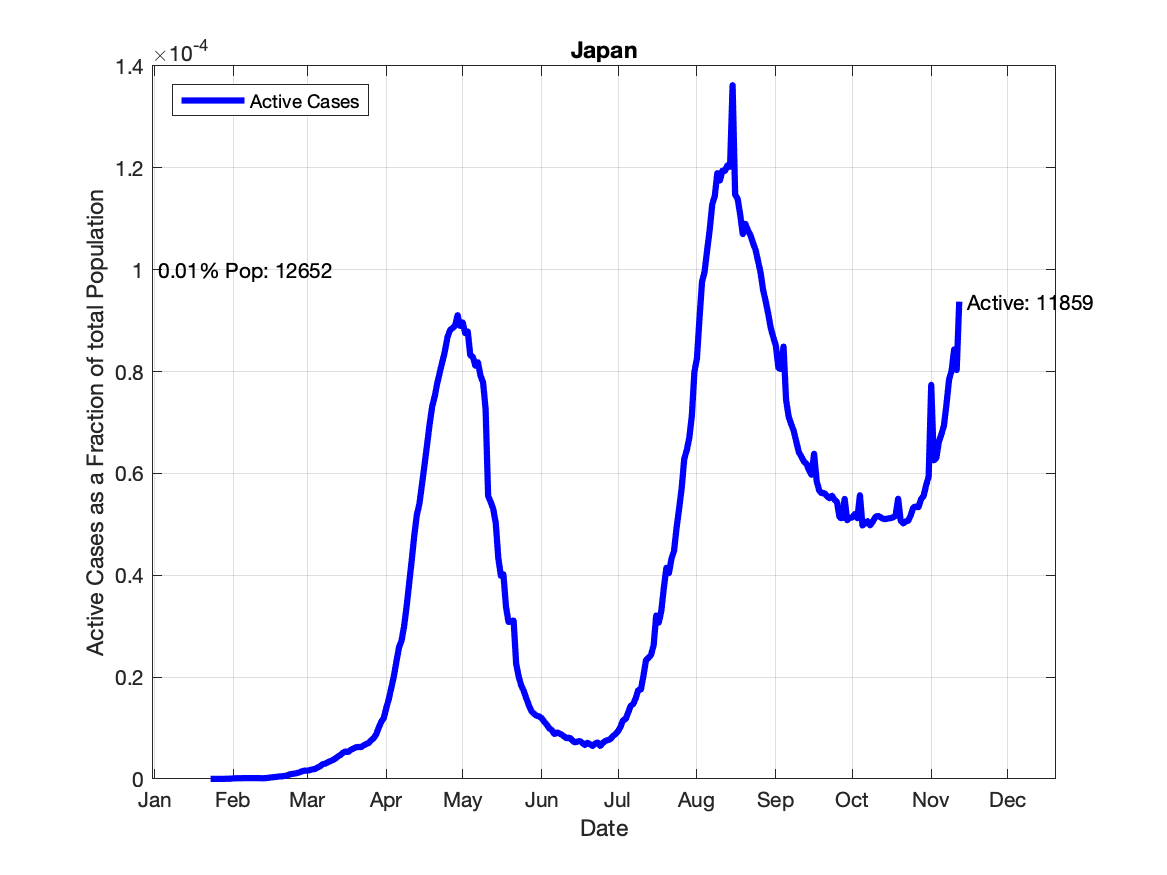 Japan
×10-4
1.4
1.2
1
0.8
0.6
0.4
0.2
0
Active Cases
0.01% Pop: 12652
Active: 11859
Active Cases as a Fraction of total Population
Jan Feb Mar Apr May Jun Jul Aug Sep Oct Nov Dec
Date